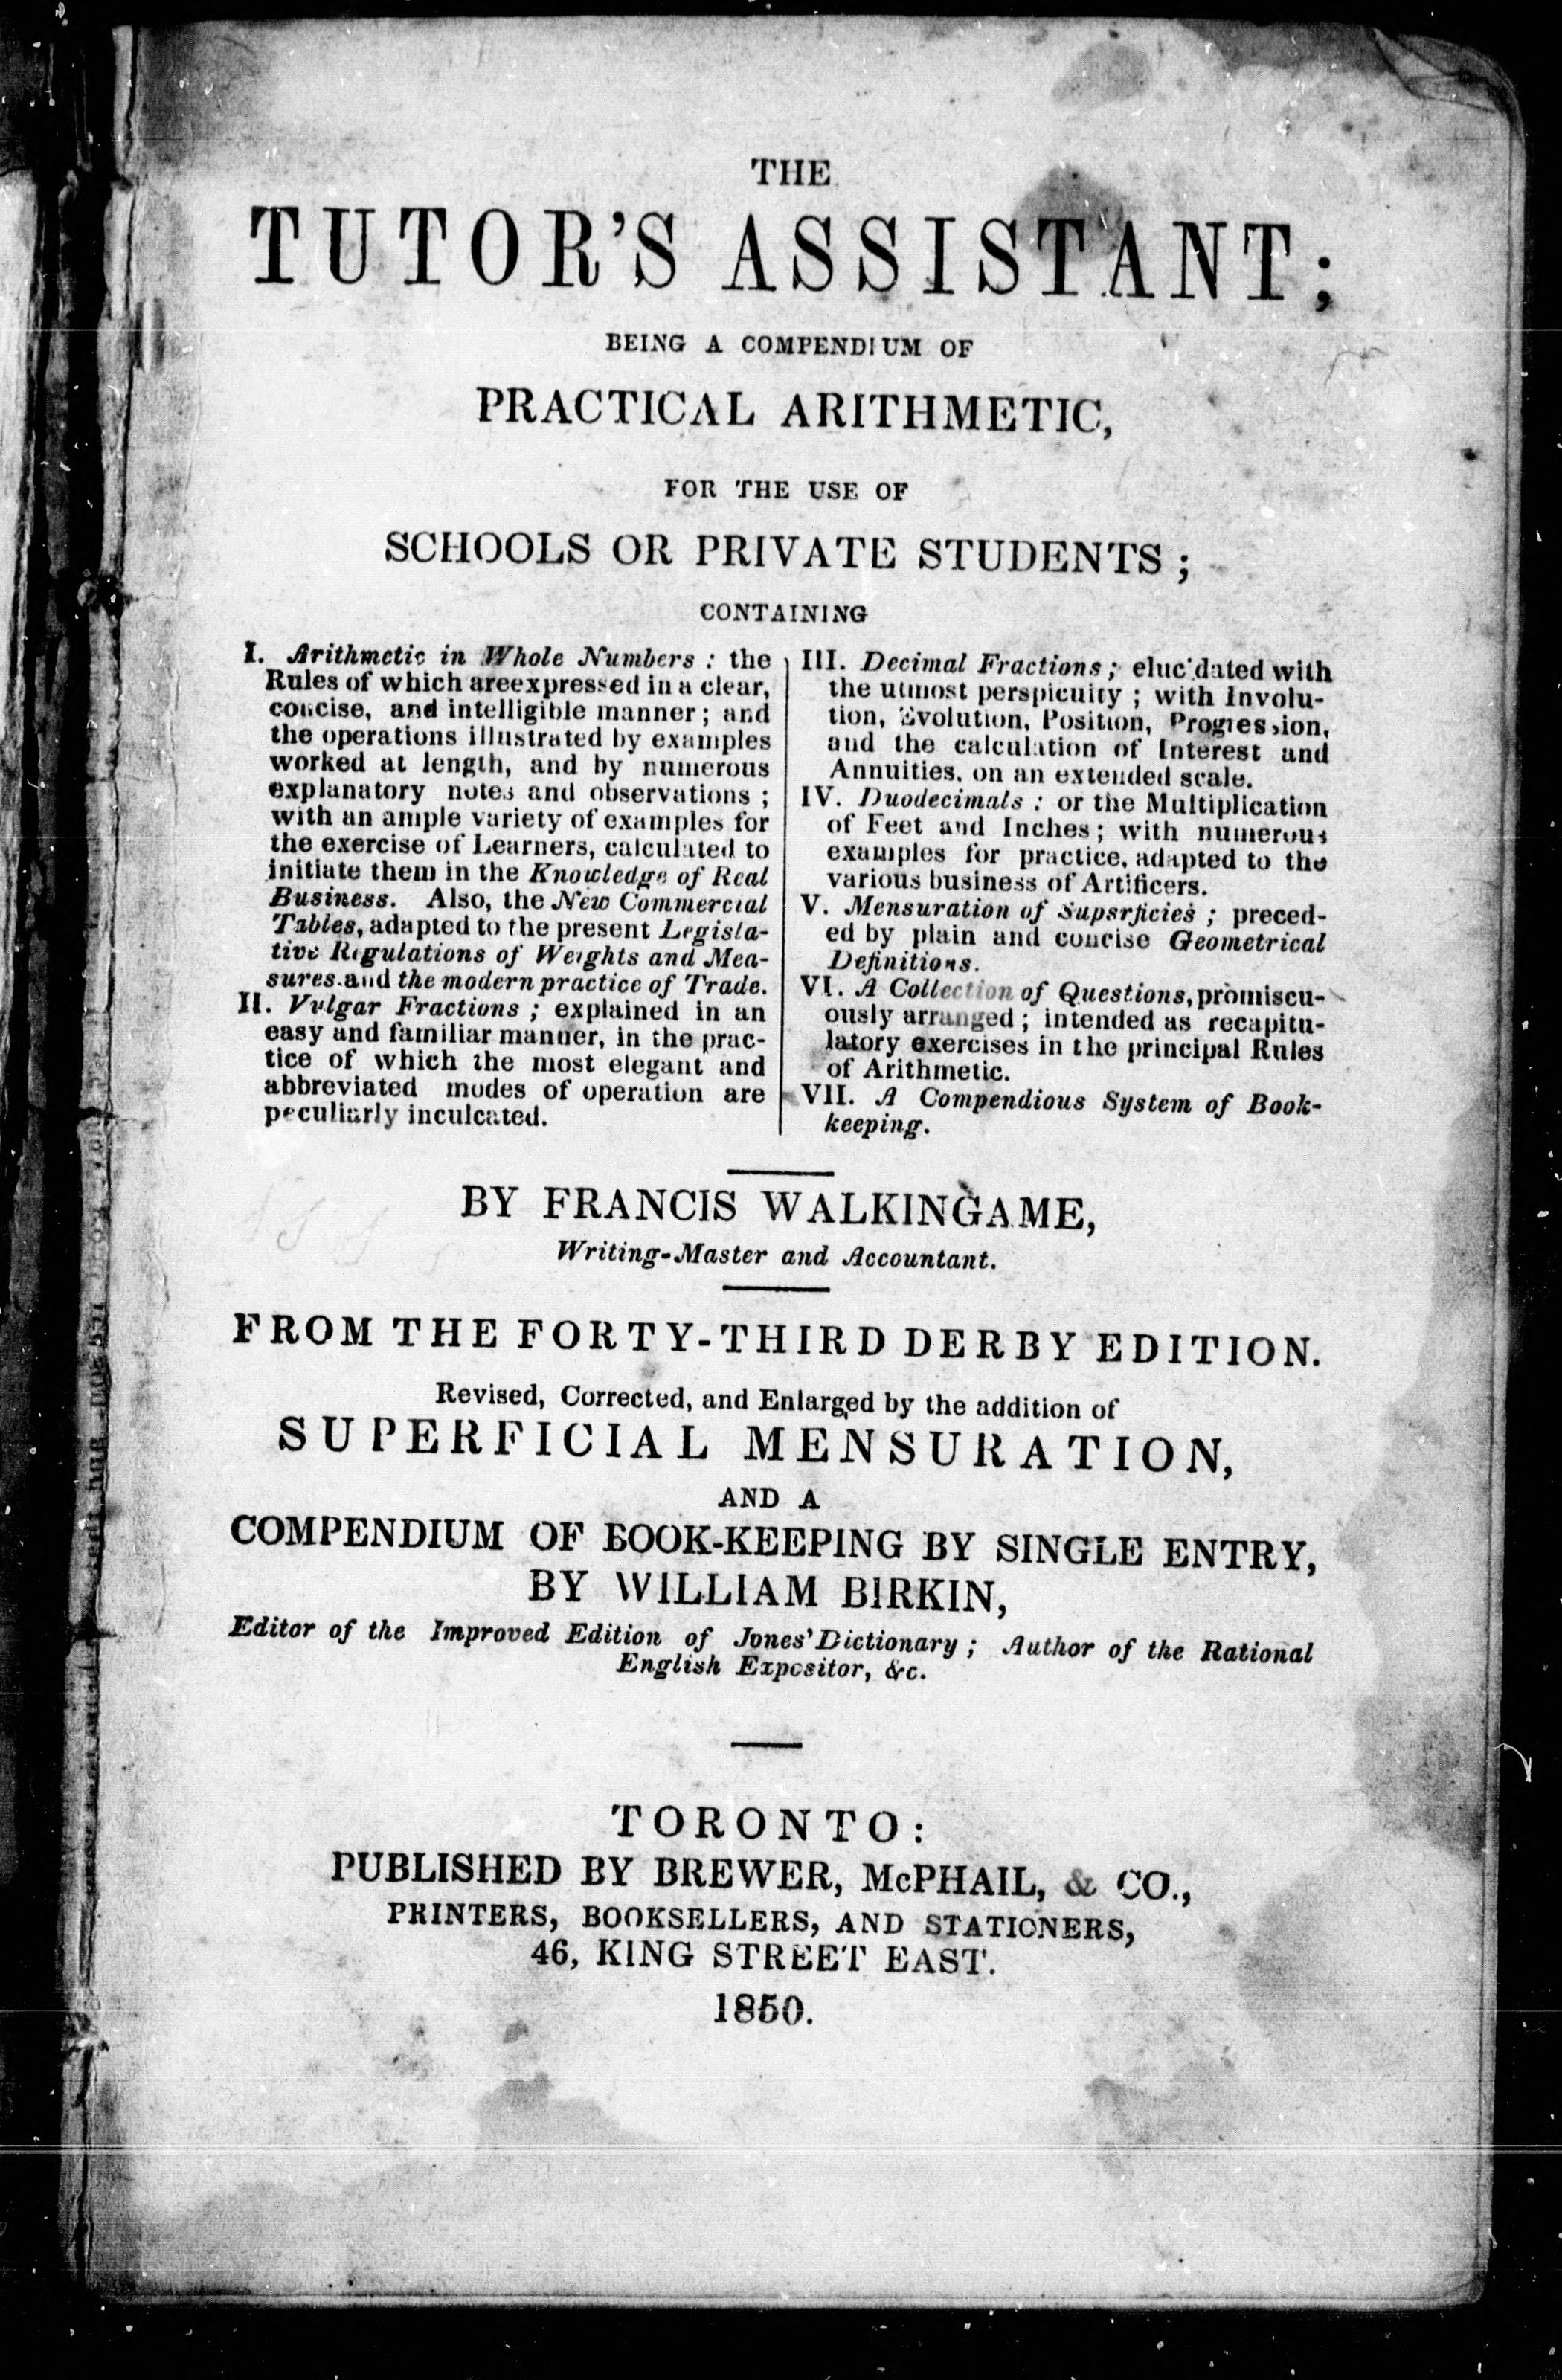 THE
TUTOR'S ASSISTANT;
BEING A COMPENDIUM OF
PRACTICAL ARITHMETIC,
FOR THE USE OF
SCHOOLS OR PRIVATE STUDENTS;
CONTAINING
I. Arithmetic in Whole Numbers: the
Rules of which areexpressed in a clear,
concise, and intelligible manner; and
the operations illustrated by examples
worked at length, and by numerous
explanatory notes and observations;
with an ample variety of examples for
the exercise of Learners, calculated to
initiate them in the Knowledge of Real
Business. Also, the New Commercial
Tables, adapted to the present Legisla-
tive Regulations of Weights and Mea-
sures.and the modern practice of Trade.
II. Vulgar Fractions; explained in an
easy and familiar manner, in the prac-
tice of which the most elegant and
abbreviated modes of operation are
peculiarly inculcated.
III. Decimal Fractions; elucidated with
the utmost perspicuity; with Involu-
tion, Evolution, Position, Progression,
and the calculation of Interest and
Annuities, on an extended scale.
IV. Duodecimals: or the Multiplication
of Feet and Inches; with numerous
examples for practice, adapted to the
various business of Artificers.
V. Mensuration of Supsrficies; preced-
ed by plain and concise Geometrical
Definitions.
VI. A Collection of Questions, promiscu-
ously arranged; intended as recapitu-
latory exercises in the principal Rules
of Arithmetic.
VII. A Compendious System of Book-
keeping.
BY FRANCIS WALKINGAME,
Writing-Master and Accountant.
FROM THE FORTY-THIRD DERBY EDITION.
Revised, Corrected, and Enlarged by the addition of
SUPERFICIAL MENSURATION,
AND A
COMPENDIUM OF BOOK-KEEPING BY SINGLE ENTRY,
BY WILLIAM BIRKIN,
Editor of the Improved Edition of Jones' Dictionary; Author of the Rational
English Expositor, &c.
TORONTO:
PUBLISHED BY BREWER, McPHAIL, & CO.,
PRINTERS, BOOKSELLERS, AND STATIONERS,
46, KING STREET EAST.
1850.